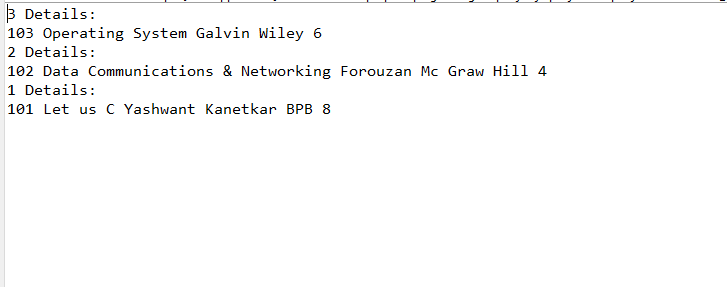 3 Details:
103 Operating System Galvin Wiley 6
2 Details:
102 Data Communications & Networking Forouzan Mc Graw Hill 4
1 Details:
101 Let us C Yashwant Kanetkar BPB 8